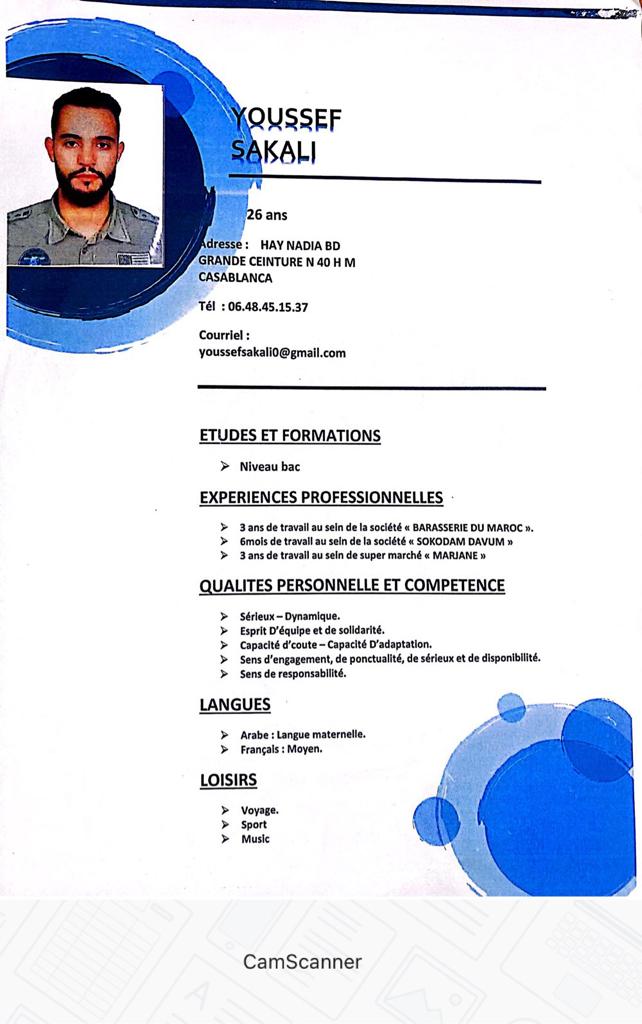 YOUSSEF
SAKALI
26 ans
Adresse : HAY NADIA BD
GRANDE CEINTURE N 40 H M
CASABLANCA
Tél : 06.48.45.15.37
Courriel :
youssefsakali0@gmail.com
ETUDES ET FORMATIONS
➢ Niveau bac
EXPERIENCES PROFESSIONNELLES
➢ 3 ans de travail au sein de la société « BARASSERIE DU MAROC ».
➢ 6mois de travail au sein de la société « SOKODAM DAVUM »
➢ 3 ans de travail au sein de super marché « MARJANE »
QUALITES PERSONNELLE ET COMPETENCE
➢ Sérieux – Dynamique.
➢ Esprit D'équipe et de solidarité.
➢ Capacité d'coute – Capacité D'adaptation.
➢ Sens d'engagement, de ponctualité, de sérieux et de disponibilité.
➢ Sens de responsabilité.
LANGUES
➢ Arabe : Langue maternelle.
➢ Français : Moyen.
LOISIRS
➢ Voyage.
➢ Sport
➢ Music
CamScanner